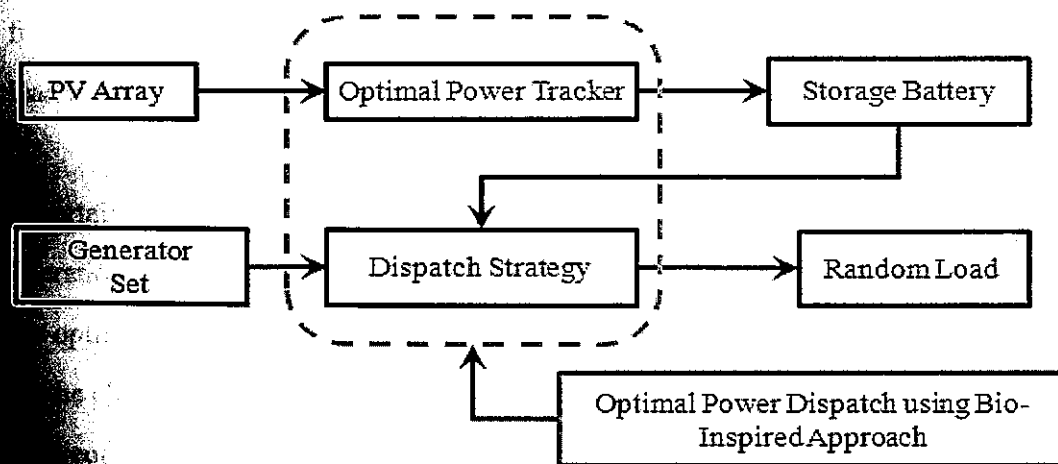 PV Array
Optimal Power Tracker
Storage Battery
Generator
Set
Dispatch Strategy
Random Load
Optimal Power Dispatch using Bio-
Inspired Approach